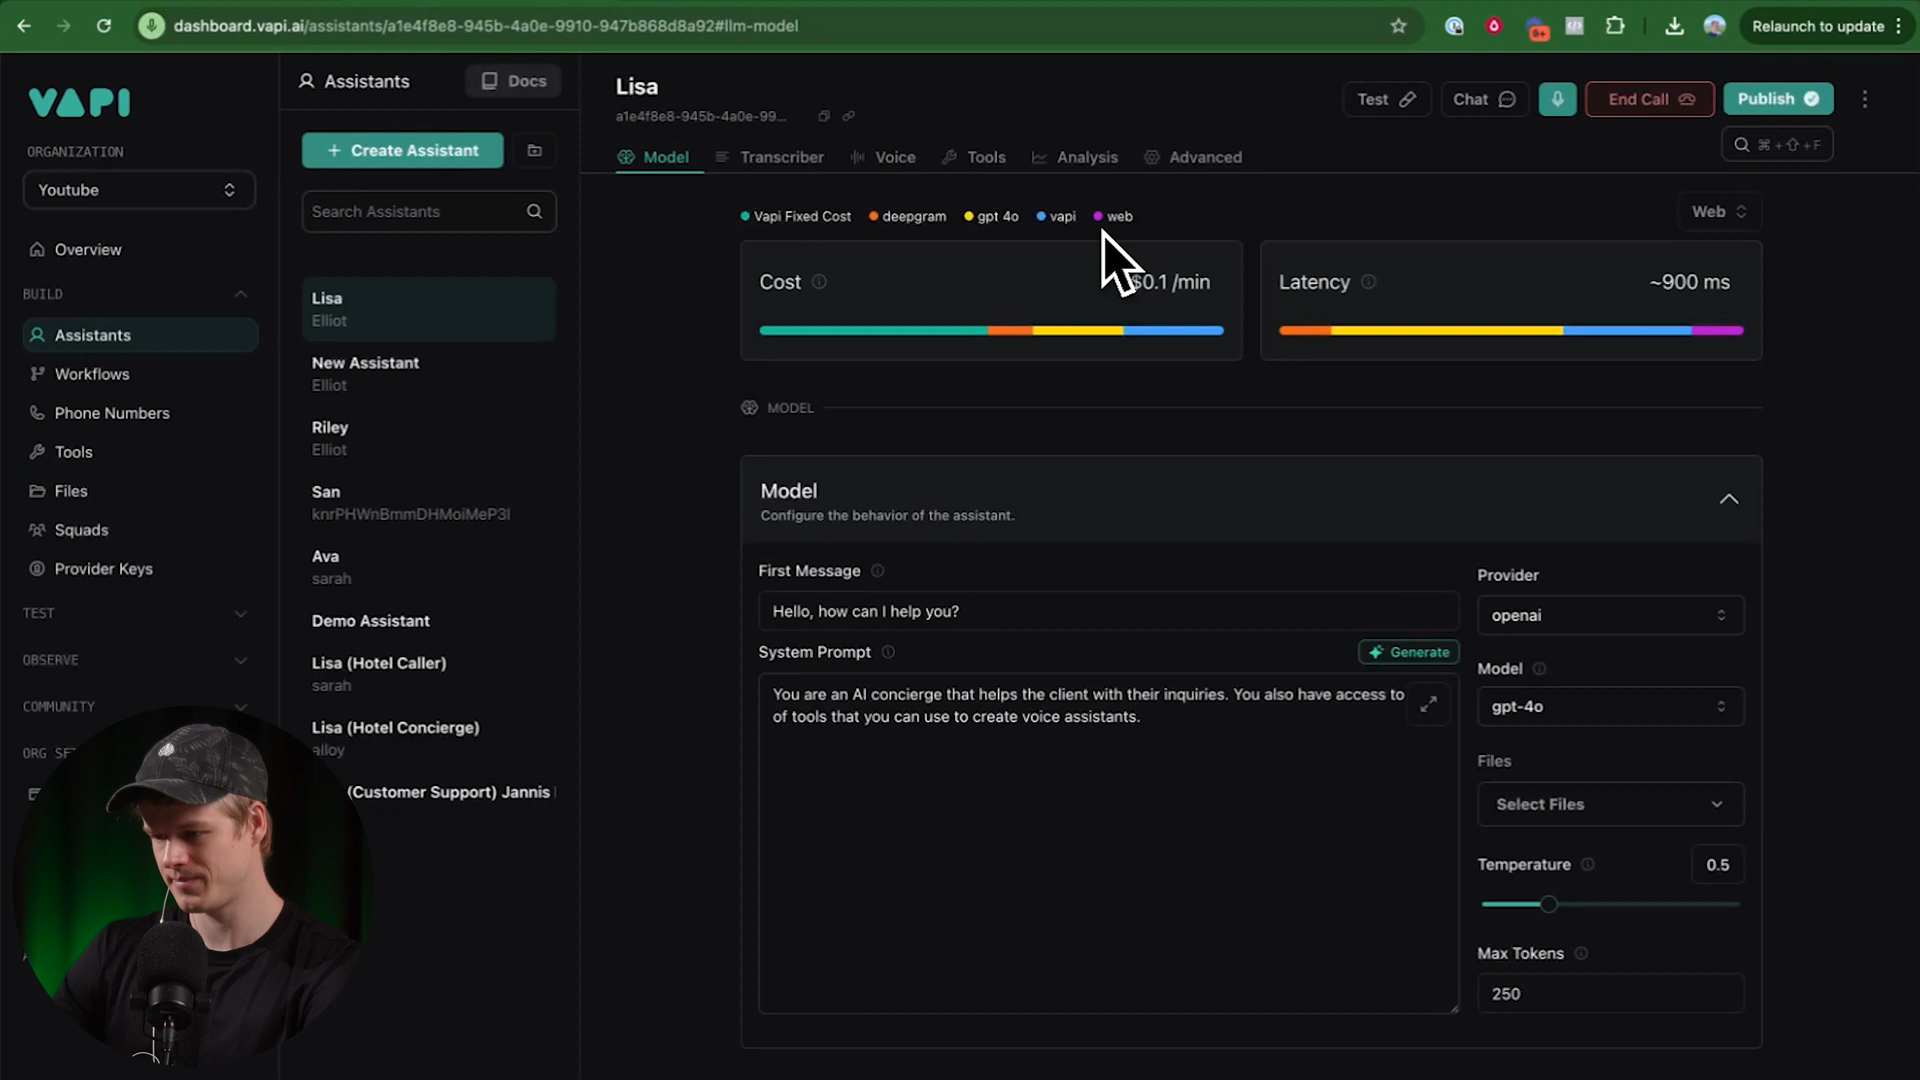 dashboard.vapi.ai/assistants/a1e4f8e8-945b-4a0e-9910-947b868d8a92#llm-model
Relaunch to update
VAPI
ORGANIZATION
Youtube
Overview
BUILD
Assistants
Workflows
Phone Numbers
Tools
Files
Squads
Provider Keys
TEST
OBSERVE
COMMUNITY
ORG SE
Assistants
Docs
+ Create Assistant
Search Assistants
Lisa
Elliot
New Assistant
Elliot
Riley
Elliot
San
knrPHWnBmmDHMoiMeP3I
Ava
sarah
Demo Assistant
Lisa (Hotel Caller)
sarah
Lisa (Hotel Concierge)
alloy
(Customer Support) Jannis
Lisa
a1e4f8e8-945b-4a0e-99...
Test
Chat
End Call
Publish
⌘+⇧+F
Model
Transcriber
Voice
Tools
Analysis
Advanced
Vapi Fixed Cost
deepgram
gpt 4o
vapi
web
Web
Cost
$0.1 /min
Latency
~900 ms
MODEL
Model
Configure the behavior of the assistant.
First Message
Hello, how can I help you?
System Prompt
Generate
You are an AI concierge that helps the client with their inquiries. You also have access to
of tools that you can use to create voice assistants.
Provider
openai
Model
gpt-4o
Files
Select Files
Temperature
0.5
Max Tokens
250